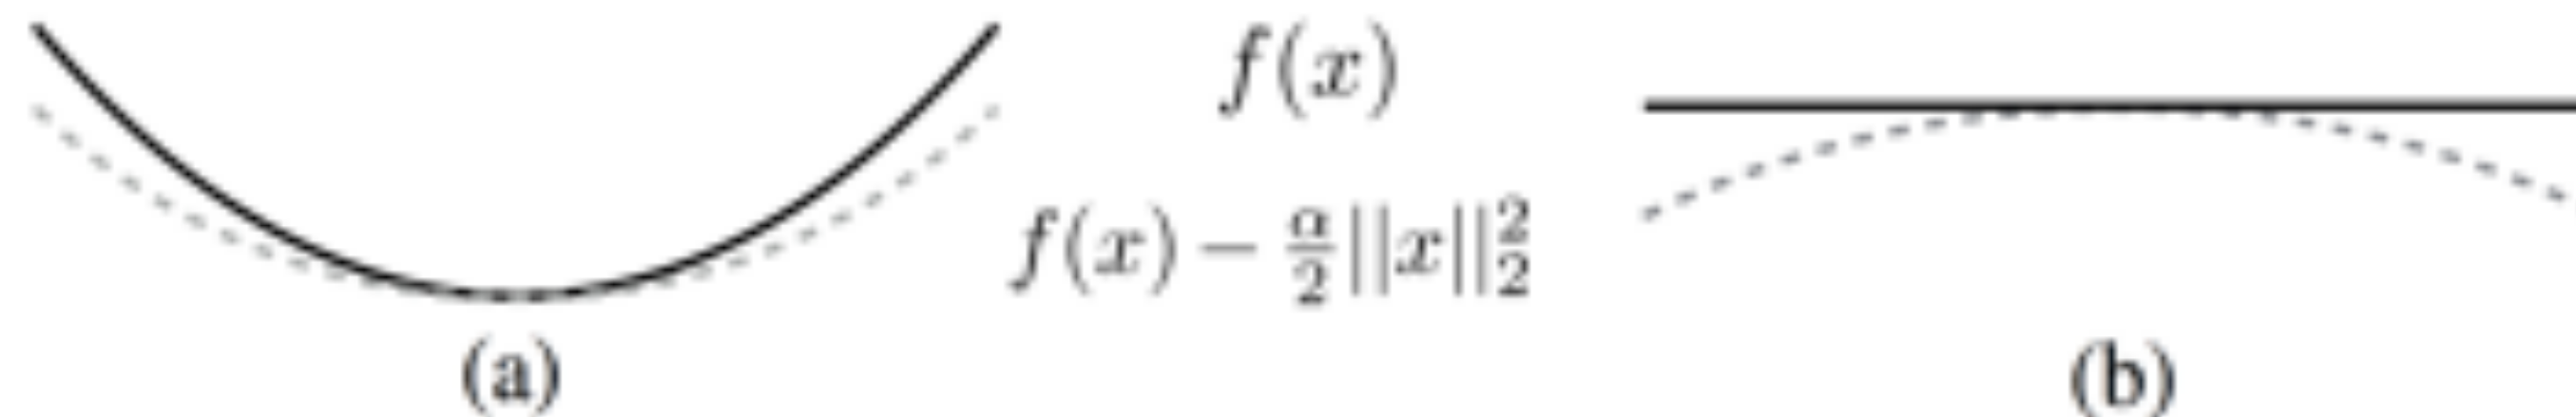 f(x)
f(x) − α/2||x||₂²
(a)
(b)